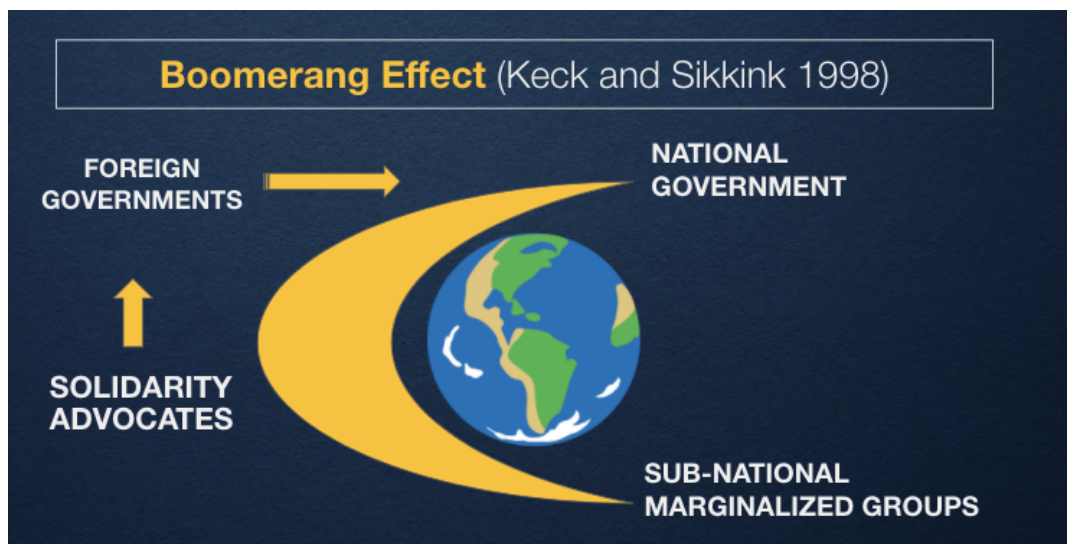 Boomerang Effect (Keck and Sikkink 1998)
FOREIGN
GOVERNMENTS
NATIONAL
GOVERNMENT
SOLIDARITY
ADVOCATES
SUB-NATIONAL
MARGINALIZED GROUPS